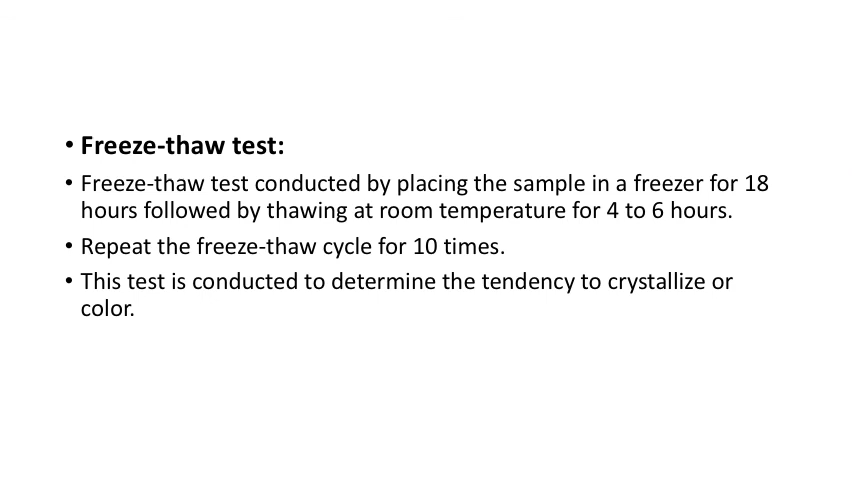 • Freeze-thaw test:
• Freeze-thaw test conducted by placing the sample in a freezer for 18
hours followed by thawing at room temperature for 4 to 6 hours.
• Repeat the freeze-thaw cycle for 10 times.
• This test is conducted to determine the tendency to crystallize or
color.